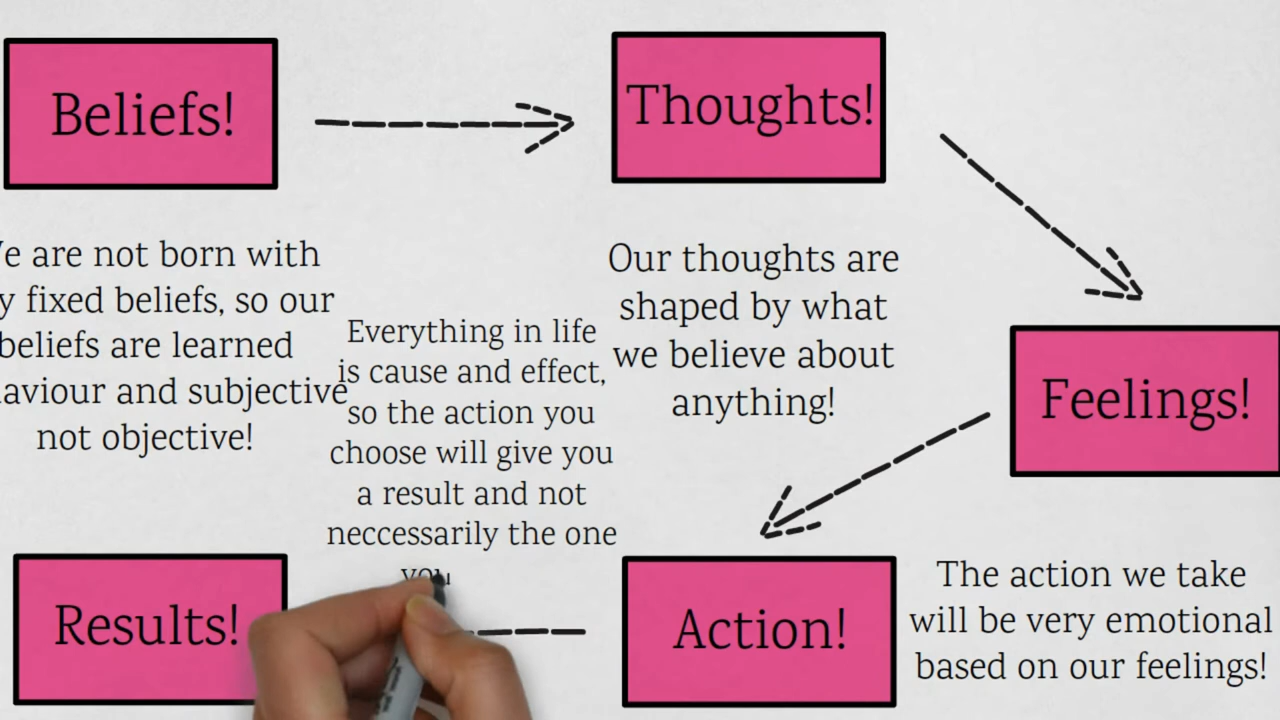 Beliefs!
Thoughts!
e are not born with
y fixed beliefs, so our
beliefs are learned
aviour and subjective
not objective!
Everything in life
is cause and effect,
so the action you
choose will give you
a result and not
neccessarily the one
you
Our thoughts are
shaped by what
we believe about
anything!
Feelings!
Results!
Action!
The action we take
will be very emotional
based on our feelings!